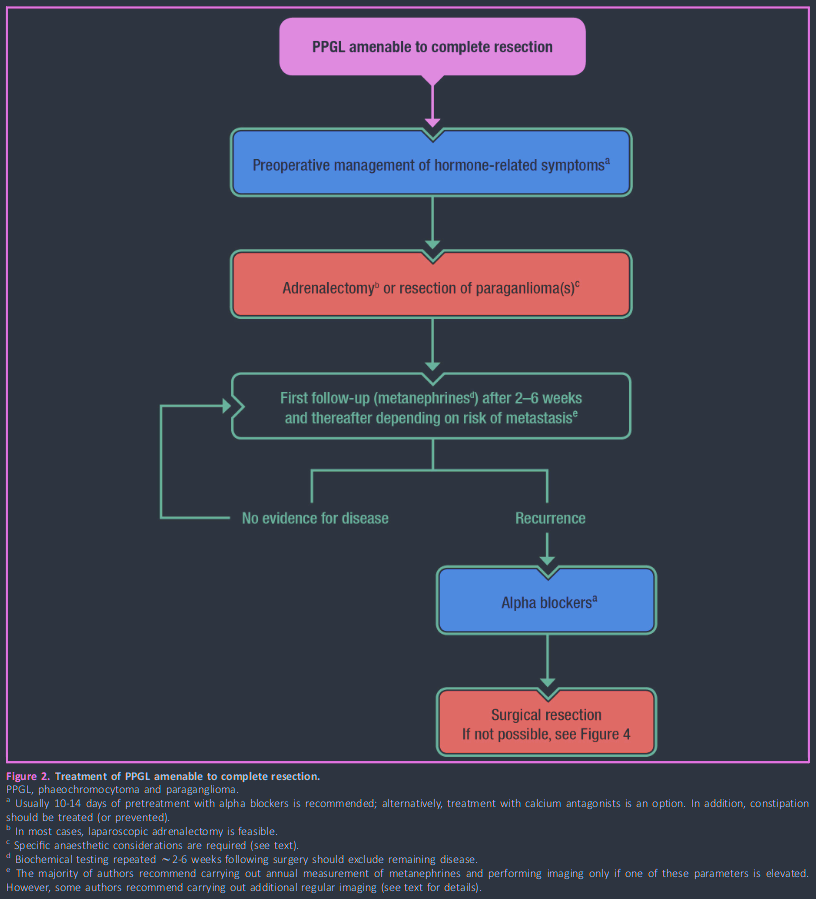 PPGL amenable to complete resection
Preoperative management of hormone-related symptomsa
Adrenalectomyb or resection of paraganlioma(s)c
First follow-up (metanephrinesd) after 2–6 weeks
and thereafter depending on risk of metastasise
No evidence for disease
Recurrence
Alpha blockersa
Surgical resection
If not possible, see Figure 4
Figure 2. Treatment of PPGL amenable to complete resection.
PPGL, phaeochromocytoma and paraganglioma.
a Usually 10-14 days of pretreatment with alpha blockers is recommended; alternatively, treatment with calcium antagonists is an option. In addition, constipation
should be treated (or prevented).
b In most cases, laparoscopic adrenalectomy is feasible.
c Specific anaesthetic considerations are required (see text).
d Biochemical testing repeated ~2-6 weeks following surgery should exclude remaining disease.
e The majority of authors recommend carrying out annual measurement of metanephrines and performing imaging only if one of these parameters is elevated.
However, some authors recommend carrying out additional regular imaging (see text for details).